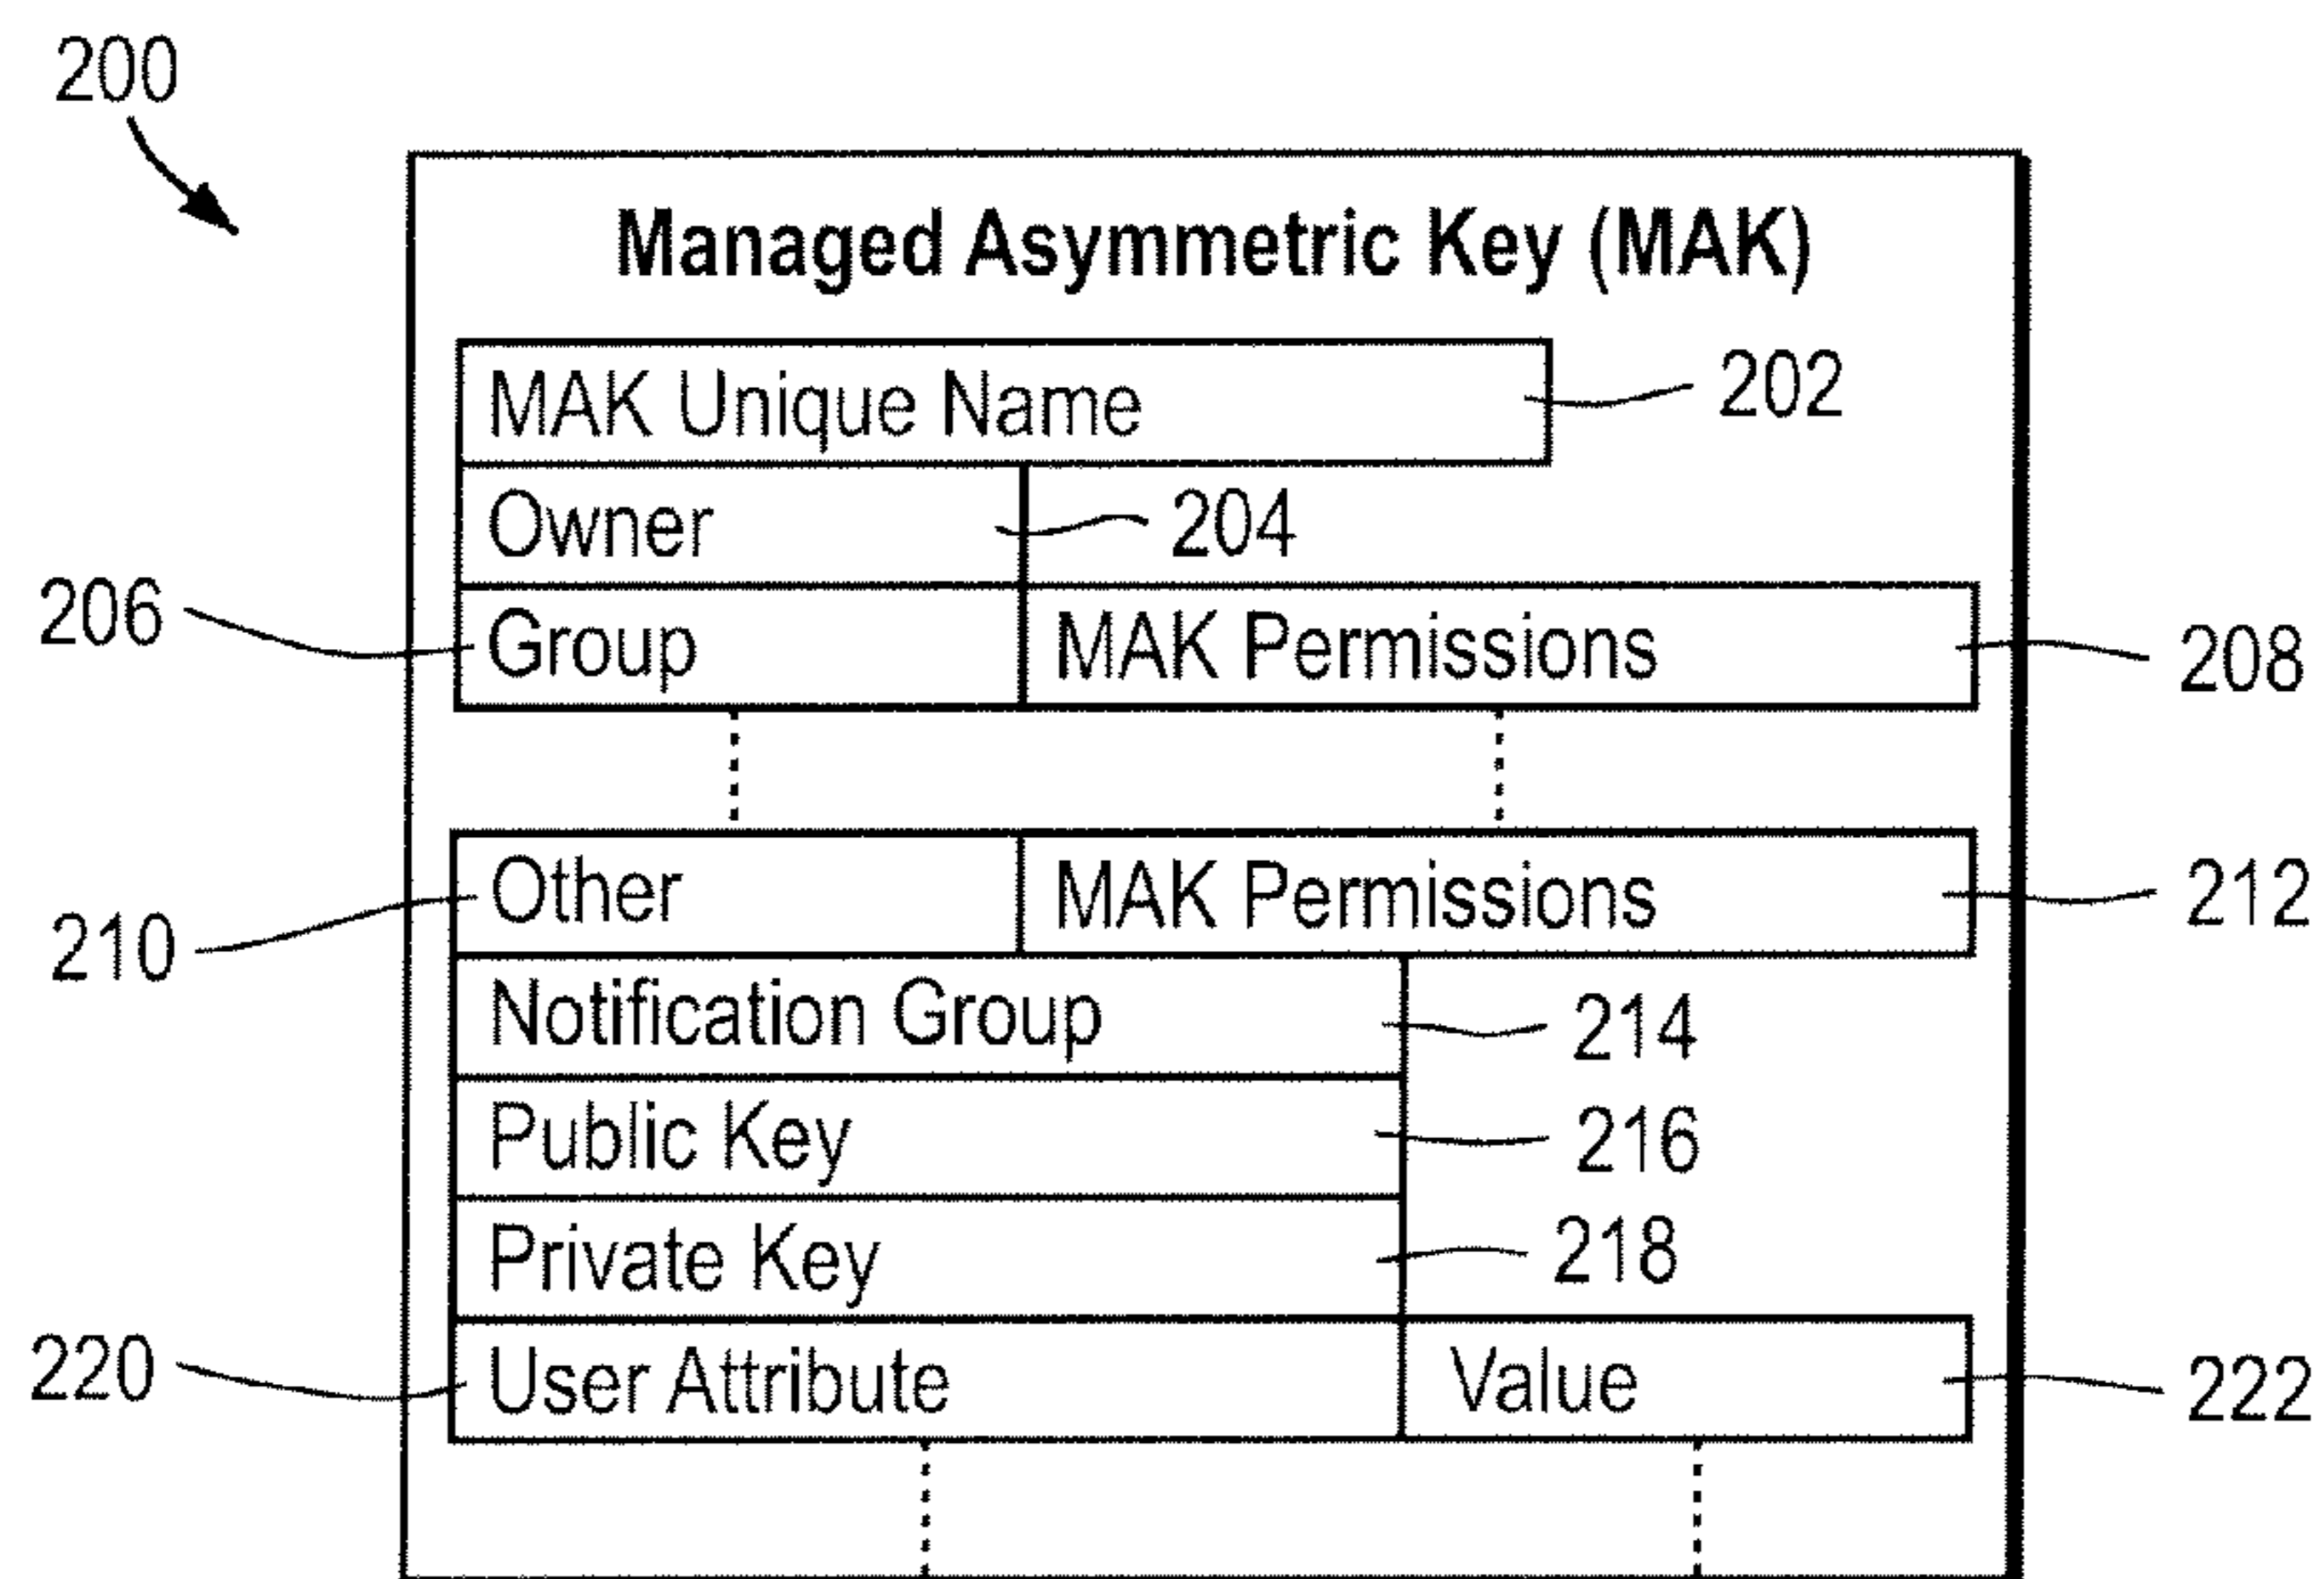 200
Managed Asymmetric Key (MAK)
MAK Unique Name 202
Owner 204
206 Group MAK Permissions 208
210 Other MAK Permissions 212
Notification Group 214
Public Key 216
Private Key 218
220 User Attribute Value 222